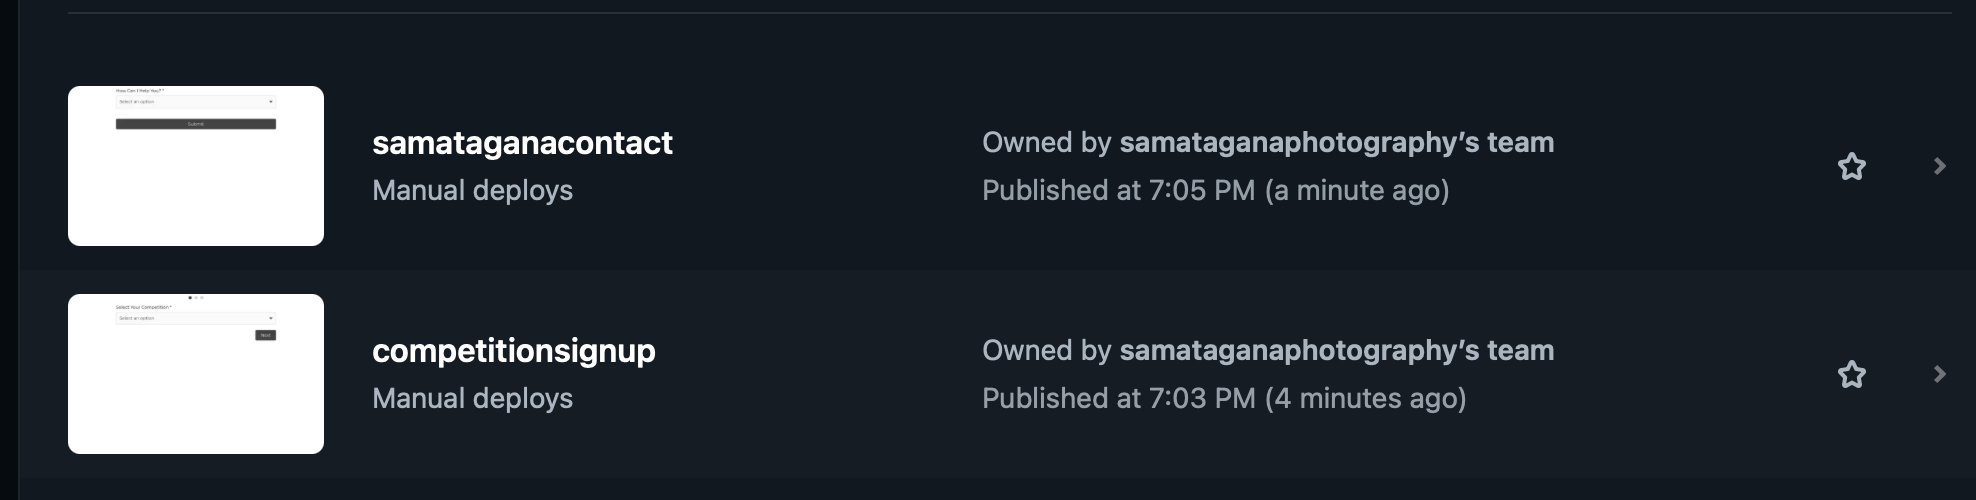 How Can I Help You? *
Select an option
Submit
samataganacontact
Manual deploys
Owned by samataganaphotography’s team
Published at 7:05 PM (a minute ago)
Select Your Competition *
Select an option
Next
competitionsignup
Manual deploys
Owned by samataganaphotography’s team
Published at 7:03 PM (4 minutes ago)